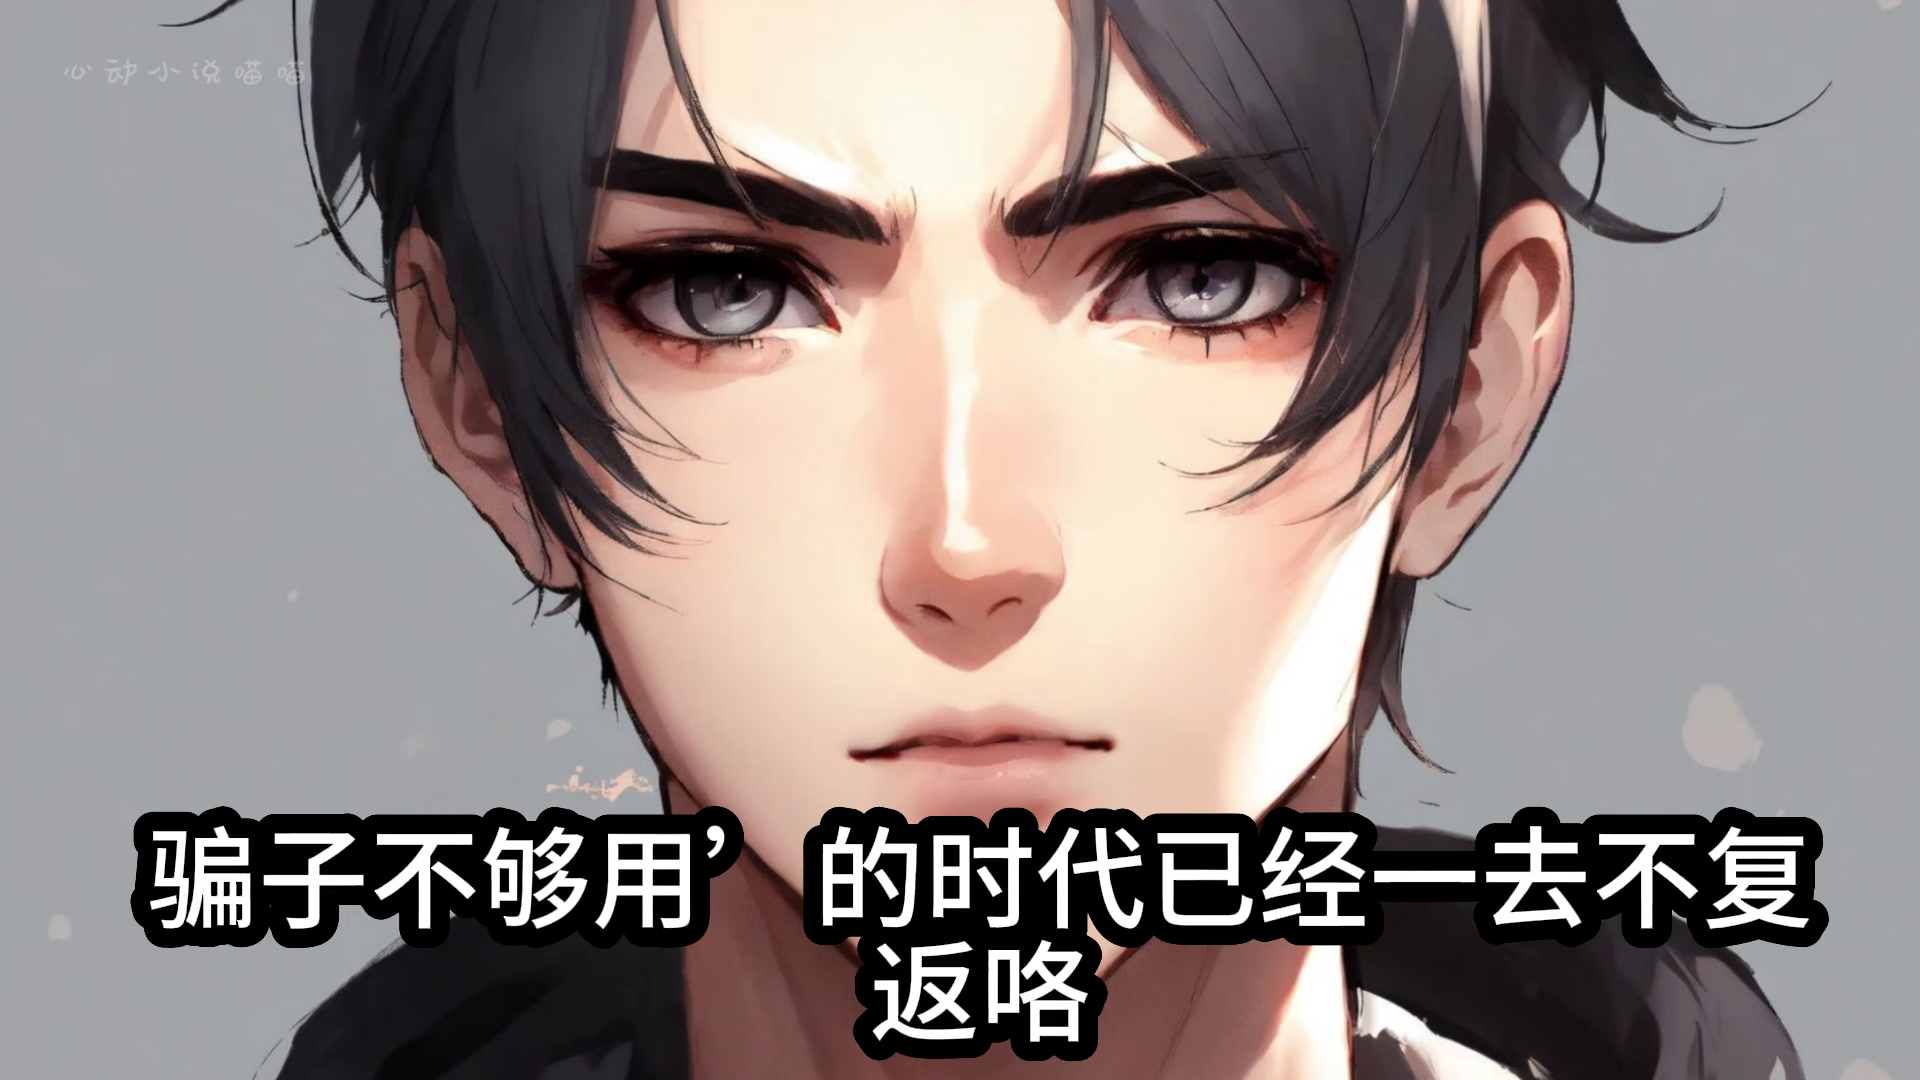 心动小说喵喵
骗子不够用’的时代已经一去不复
返咯